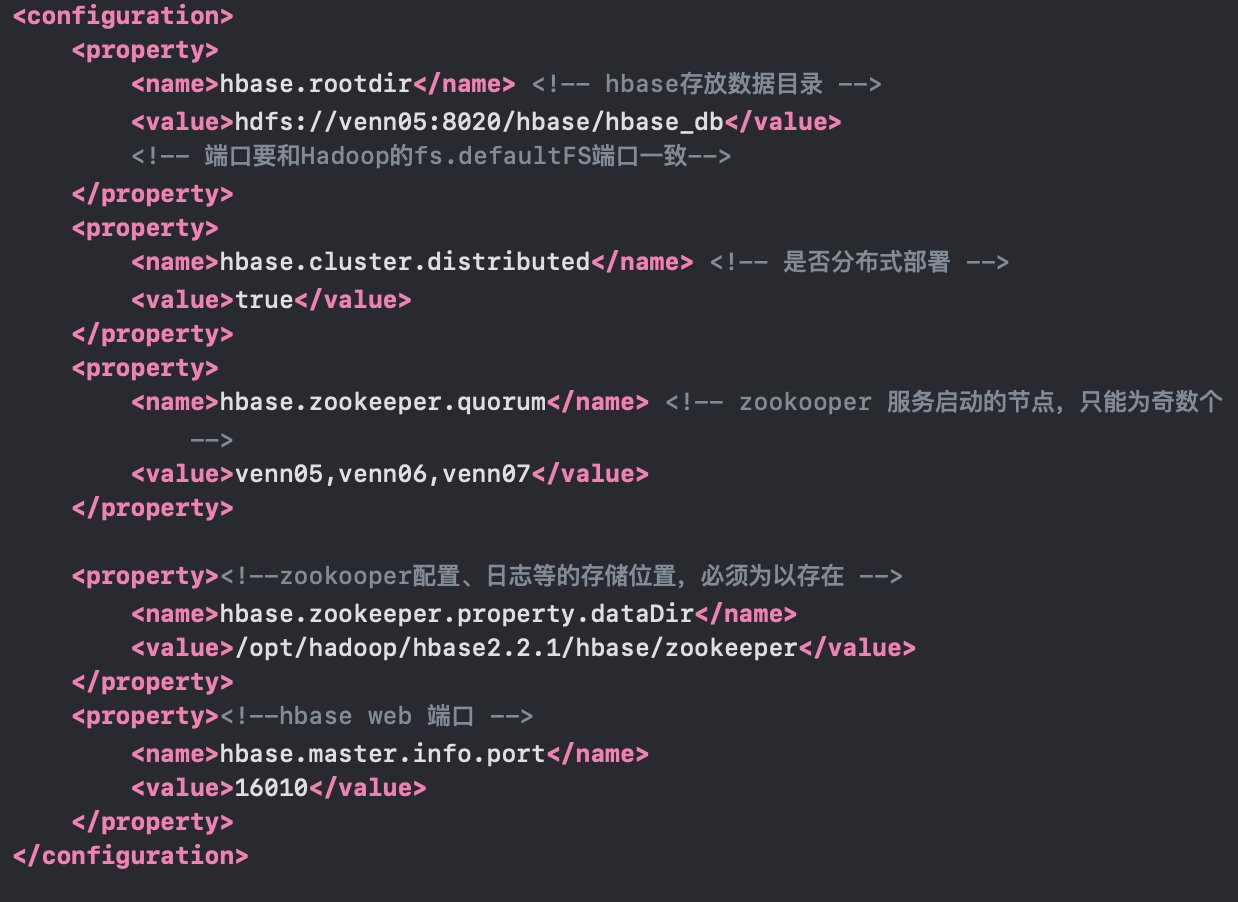 <configuration>
    <property>
        <name>hbase.rootdir</name> <!-- hbase存放数据目录 -->
        <value>hdfs://venn05:8020/hbase/hbase_db</value>
        <!-- 端口要和Hadoop的fs.defaultFS端口一致-->
    </property>
    <property>
        <name>hbase.cluster.distributed</name> <!-- 是否分布式部署 -->
        <value>true</value>
    </property>
    <property>
        <name>hbase.zookeeper.quorum</name> <!-- zookooper 服务启动的节点，只能为奇数个
            -->
        <value>venn05,venn06,venn07</value>
    </property>

    <property><!--zookooper配置、日志等的存储位置，必须为以存在 -->
        <name>hbase.zookeeper.property.dataDir</name>
        <value>/opt/hadoop/hbase2.2.1/hbase/zookeeper</value>
    </property>
    <property><!--hbase web 端口 -->
        <name>hbase.master.info.port</name>
        <value>16010</value>
    </property>
</configuration>